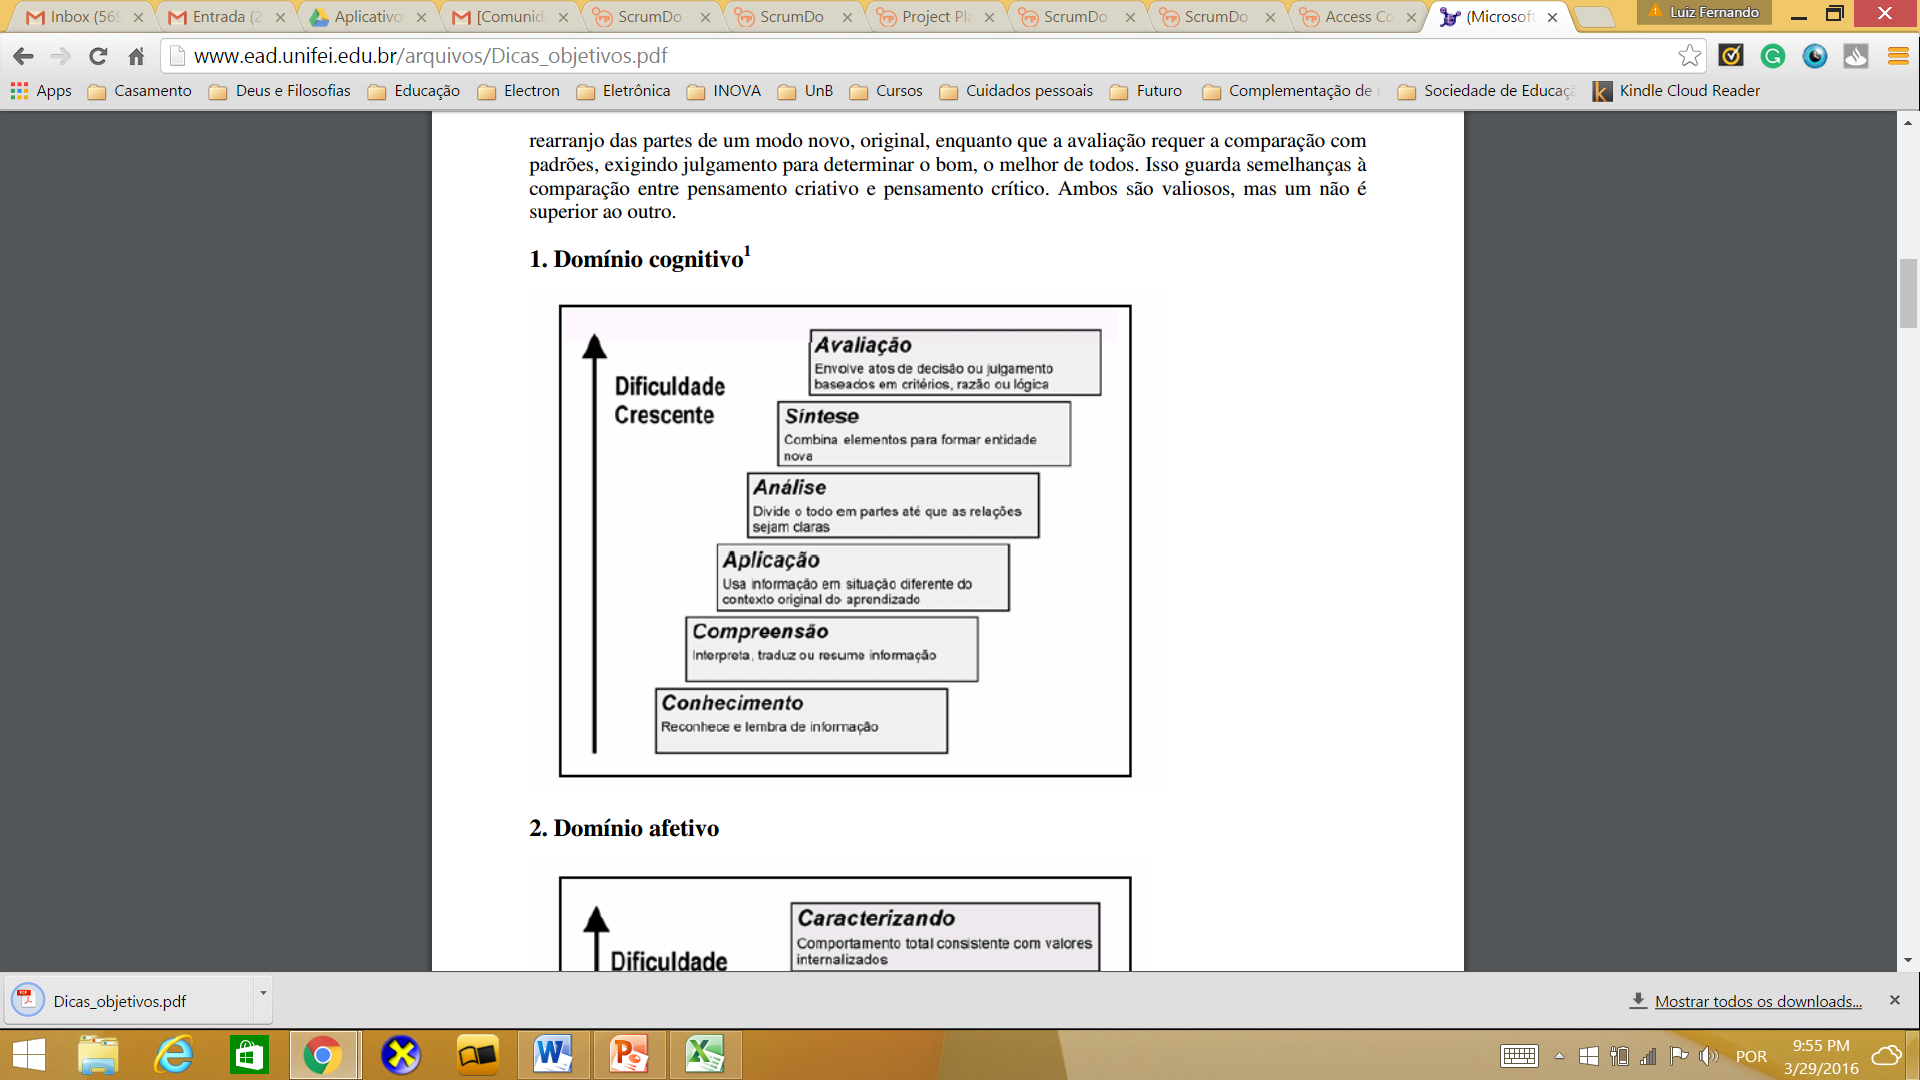 Inbox (569
Entrada (2
Aplicativo
[Comunid
ScrumDo
ScrumDo
Project Pla
ScrumDo
ScrumDo
Access Co
(Microsoft
Luiz Fernando
www.ead.unifei.edu.br/arquivos/Dicas_objetivos.pdf
Apps
Casamento
Deus e Filosofias
Educação
Electron
Eletrônica
INOVA
UnB
Cursos
Cuidados pessoais
Futuro
Complementação de
Sociedade de Educaç
Kindle Cloud Reader
rearranjo das partes de um modo novo, original, enquanto que a avaliação requer a comparação com
padrões, exigindo julgamento para determinar o bom, o melhor de todos. Isso guarda semelhanças à
comparação entre pensamento criativo e pensamento crítico. Ambos são valiosos, mas um não é
superior ao outro.
1. Domínio cognitivo1
Dificuldade
Crescente
Avaliação
Envolve atos de decisão ou julgamento
baseados em critérios, razão ou lógica
Síntese
Combina elementos para formar entidade
nova
Análise
Divide o todo em partes até que as relações
sejam claras
Aplicação
Usa informação em situação diferente do
contexto original do aprendizado
Compreensão
Interpreta, traduz ou resume informação
Conhecimento
Reconhece e lembra de informação
2. Domínio afetivo
Dificuldade
Caracterizando
Comportamento total consistente com valores
internalizados
Dicas_objetivos.pdf
Mostrar todos os downloads...
POR
9:55 PM
3/29/2016